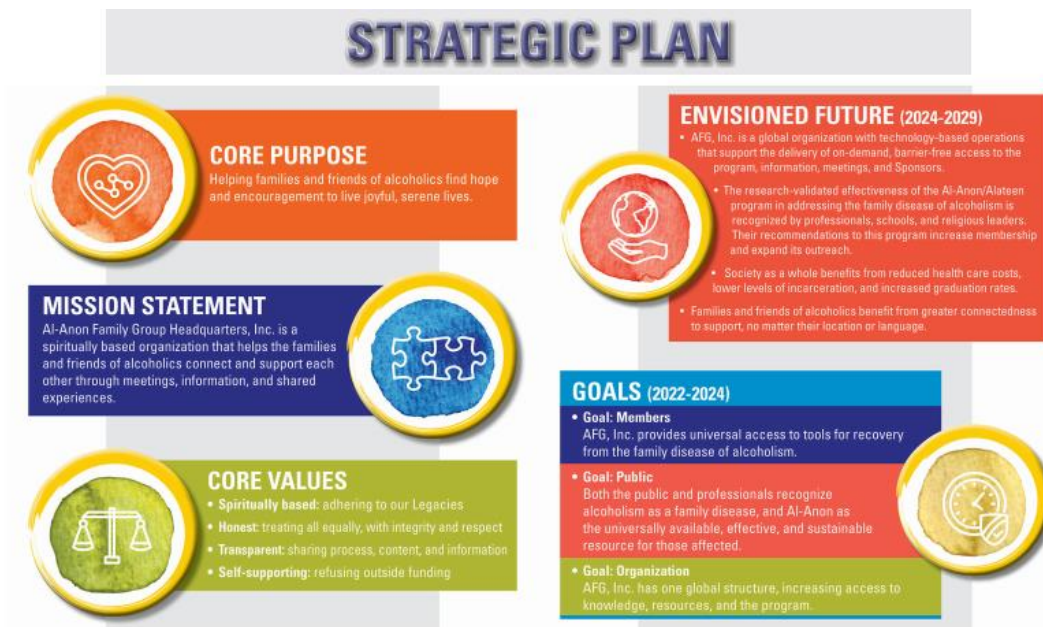 STRATEGIC PLAN
CORE PURPOSE
Helping families and friends of alcoholics find hope
and encouragement to live joyful, serene lives.
MISSION STATEMENT
Al-Anon Family Group Headquarters, Inc. is a
spiritually based organization that helps the families
and friends of alcoholics connect and support each
other through meetings, information, and shared
experiences.
CORE VALUES
• Spiritually based: adhering to our Legacies
• Honest: treating all equally, with integrity and respect
• Transparent: sharing process, content, and information
• Self-supporting: refusing outside funding
ENVISIONED FUTURE (2024-2029)
• AFG, Inc. is a global organization with technology-based operations
that support the delivery of on-demand, barrier-free access to the
program, information, meetings, and Sponsors.
• The research-validated effectiveness of the Al-Anon/Alateen
program in addressing the family disease of alcoholism is
recognized by professionals, schools, and religious leaders.
Their recommendations to this program increase membership
and expand its outreach.
• Society as a whole benefits from reduced health care costs,
lower levels of incarceration, and increased graduation rates.
• Families and friends of alcoholics benefit from greater connectedness
to support, no matter their location or language.
GOALS (2022-2024)
• Goal: Members
AFG, Inc. provides universal access to tools for recovery
from the family disease of alcoholism.
• Goal: Public
Both the public and professionals recognize
alcoholism as a family disease, and Al-Anon as
the universally available, effective, and sustainable
resource for those affected.
• Goal: Organization
AFG, Inc. has one global structure, increasing access to
knowledge, resources, and the program.